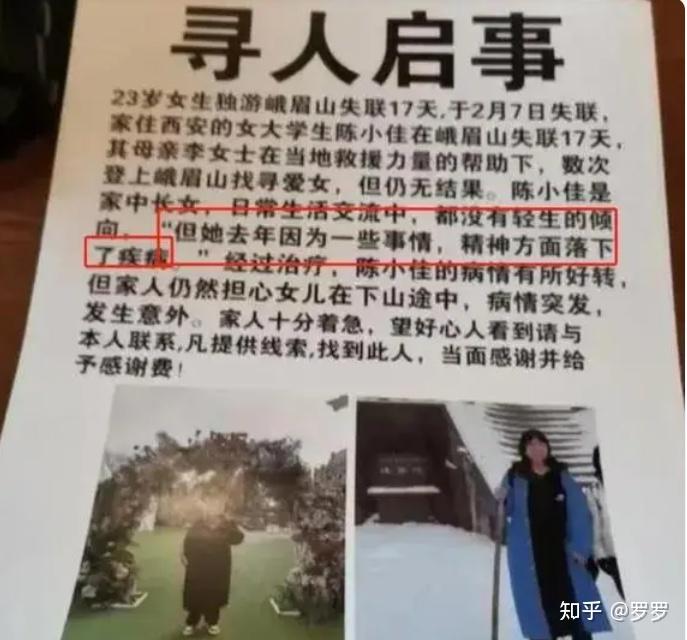 寻人启事
23岁女生独游峨眉山失联17天,于2月7日失联,
家住西安的女大学生陈小佳在峨眉山失联17天,
其母亲李女士在当地救援力量的帮助下，数次
登上峨眉山找寻爱女，但仍无结果。陈小佳是
家中长女，日常生活交流中，都没有轻生的倾
向，“但她去年因为一些事情，精神方面落下
了疾病。”经过治疗，陈小佳的病情有所好转，
但家人仍然担心女儿在下山途中，病情突发，
发生意外。家人十分着急，望好心人看到请与
本人联系,凡提供线索,找到此人，当面感谢并给
予感谢费！
知乎 @罗罗